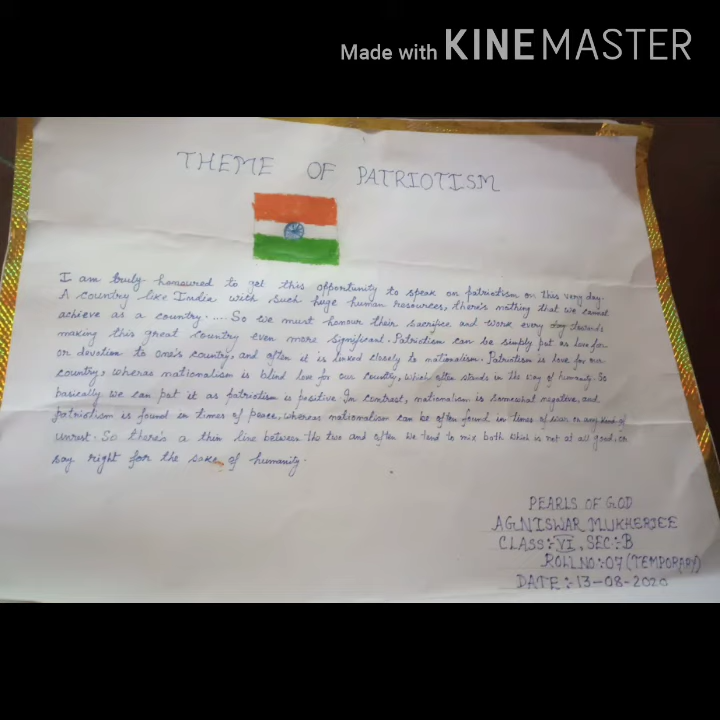 Made with KINEMASTER
THEME OF PATRIOTISM
I am truly honoured to get this opportunity to speak on patriotism on this very day.
A country like India with such huge human resources, there's nothing that we cannot
achieve as a country..... So we must honour their sacrifice and work every day towards
making this great country even more significant. Patriotism can be simply put as love for
or devotion to one's country, and often it is linked closely to nationalism. Patriotism is love for our
country, wheras nationalism is blind love for our country, which often stands in the way of humanity. So
basically we can put it as patriotism is positive. In contrast, nationalism is somewhat negative, and
patriotism is found in times of peace, whereas nationalism can be often found in times of war or any kind of
unrest. So there's a thin line between the two and often we tend to mix both which is not at all good, or
say right for the sake of humanity.
PEARLS OF GOD
AGNISWAR MUKHERJEE
CLASS:-VI, SEC:-B
ROLL NO:-07 (TEMPORARY)
DATE:-13-08-2020